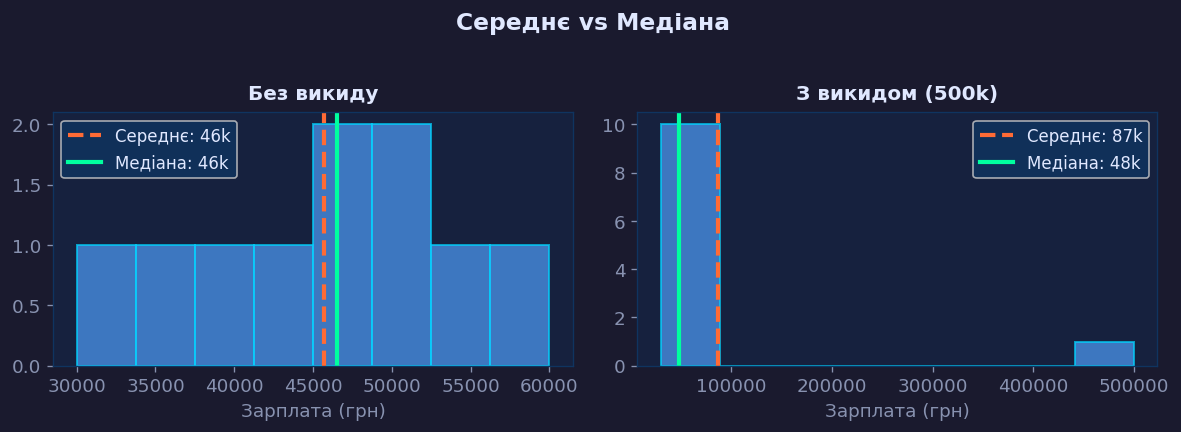 Середнє vs Медіана
Без викиду
Середнє: 46k
Медіана: 46k
2.0
1.5
1.0
0.5
0.0
30000 35000 40000 45000 50000 55000 60000
Зарплата (грн)
З викидом (500k)
Середнє: 87k
Медіана: 48k
10
8
6
4
2
0
100000 200000 300000 400000 500000
Зарплата (грн)